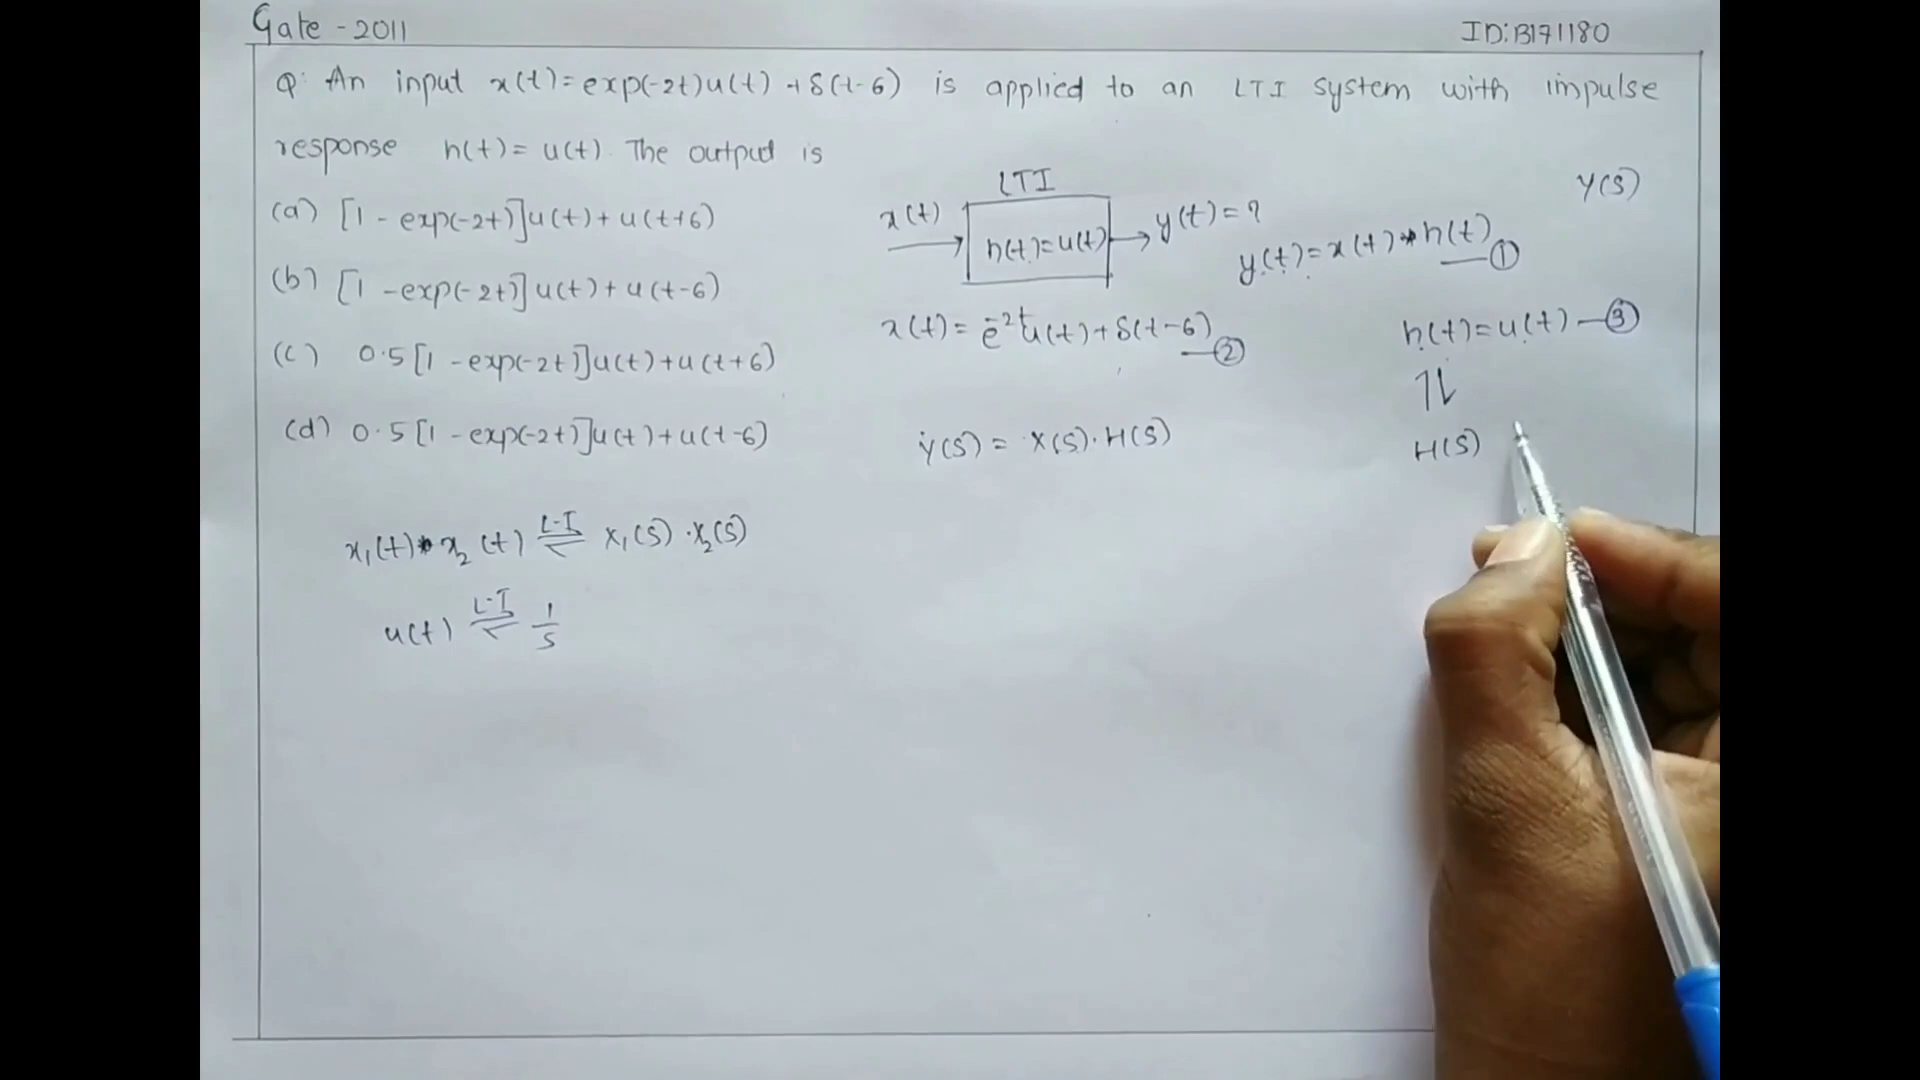 Gate - 2011
ID:B171180
Q: An input x(t)=exp(-2t)u(t) + δ(t-6) is applied to an LTI system with impulse
response h(t)= u(t). The output is
(a) [1 - exp(-2t)]u(t)+ u(t+6)
(b) [1 -exp(-2t)]u(t)+u(t-6)
(c) 0.5[1 -exp(-2t)]u(t)+u(t+6)
(d) 0.5[1 -exp(-2t)]u(t)+u(t-6)
x₁(t)*x₂(t) L.T ⇌ X₁(S).X₂(S)
u(t) L.T ⇌ 1/S
LTI
x(t) → h(t)=u(t) → y(t)=?
Y(S)
y(t)=x(t)*h(t) —①
x(t)= e⁻²ᵗu(t)+δ(t-6) —②
h(t)=u(t)—③
⇌
Y(S) = X(S).H(S)
H(S)